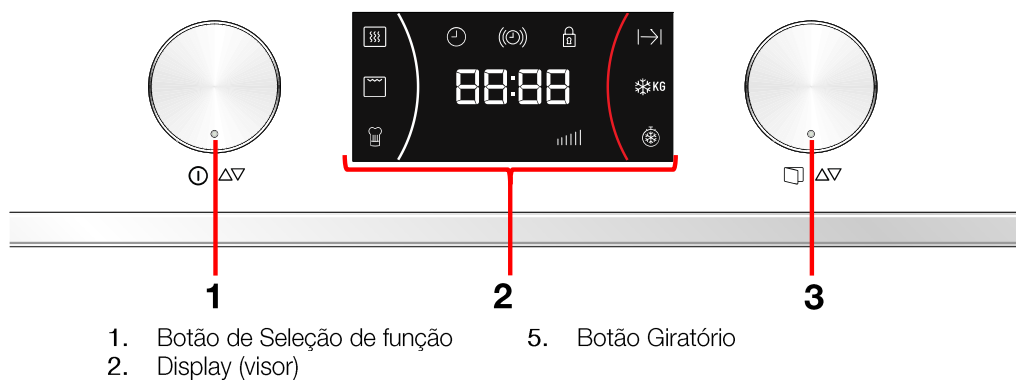 88:88
KG
1 2 3
1. Botão de Seleção de função
5. Botão Giratório
2. Display (visor)